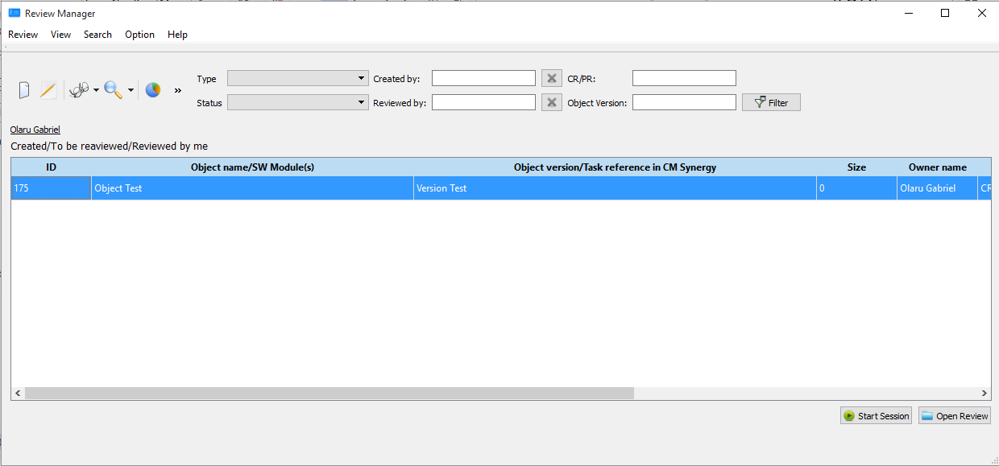 Review Manager
Review View Search Option Help
Type Created by: CR/PR:
» Status Reviewed by: Object Version: Filter
Olaru Gabriel
Created/To be reaviewed/Reviewed by me
ID Object name/SW Module(s) Object version/Task reference in CM Synergy Size Owner name
175 Object Test Version Test 0 Olaru Gabriel CR
Start Session Open Review